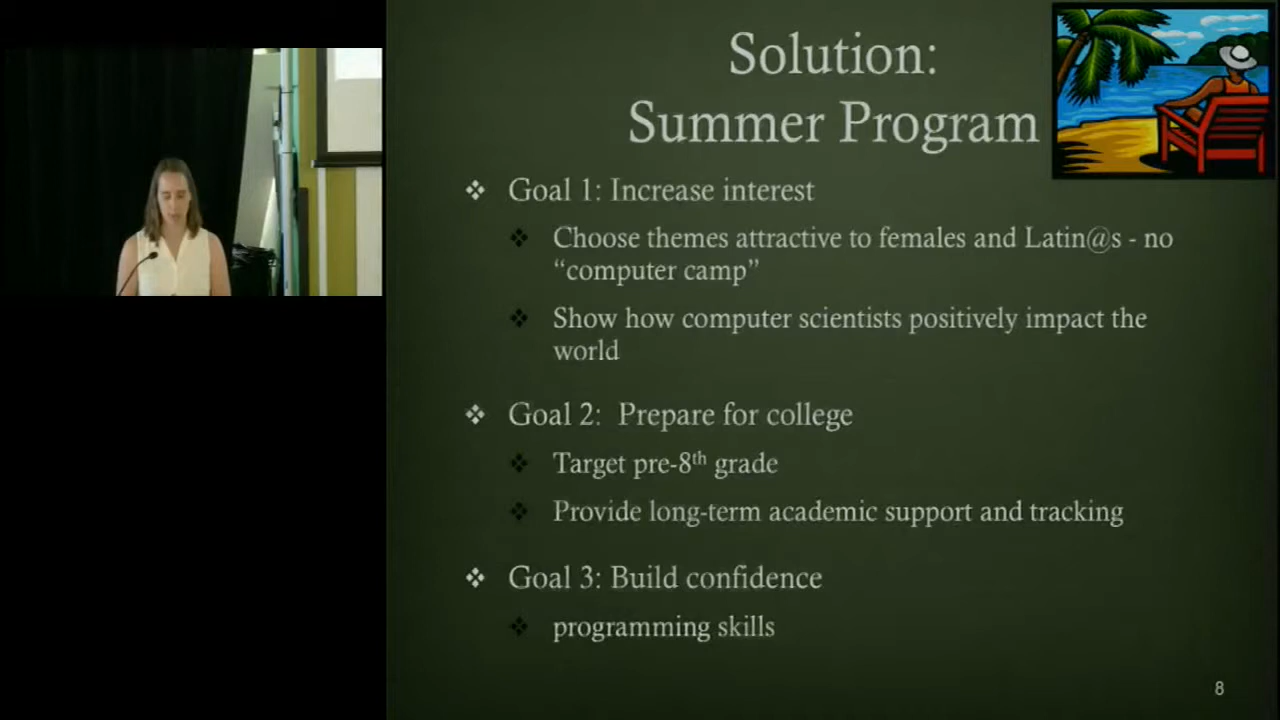 Solution:
Summer Program
Goal 1: Increase interest
Choose themes attractive to females and Latin@s - no
“computer camp”
Show how computer scientists positively impact the
world
Goal 2:  Prepare for college
Target pre-8th grade
Provide long-term academic support and tracking
Goal 3: Build confidence
programming skills
8